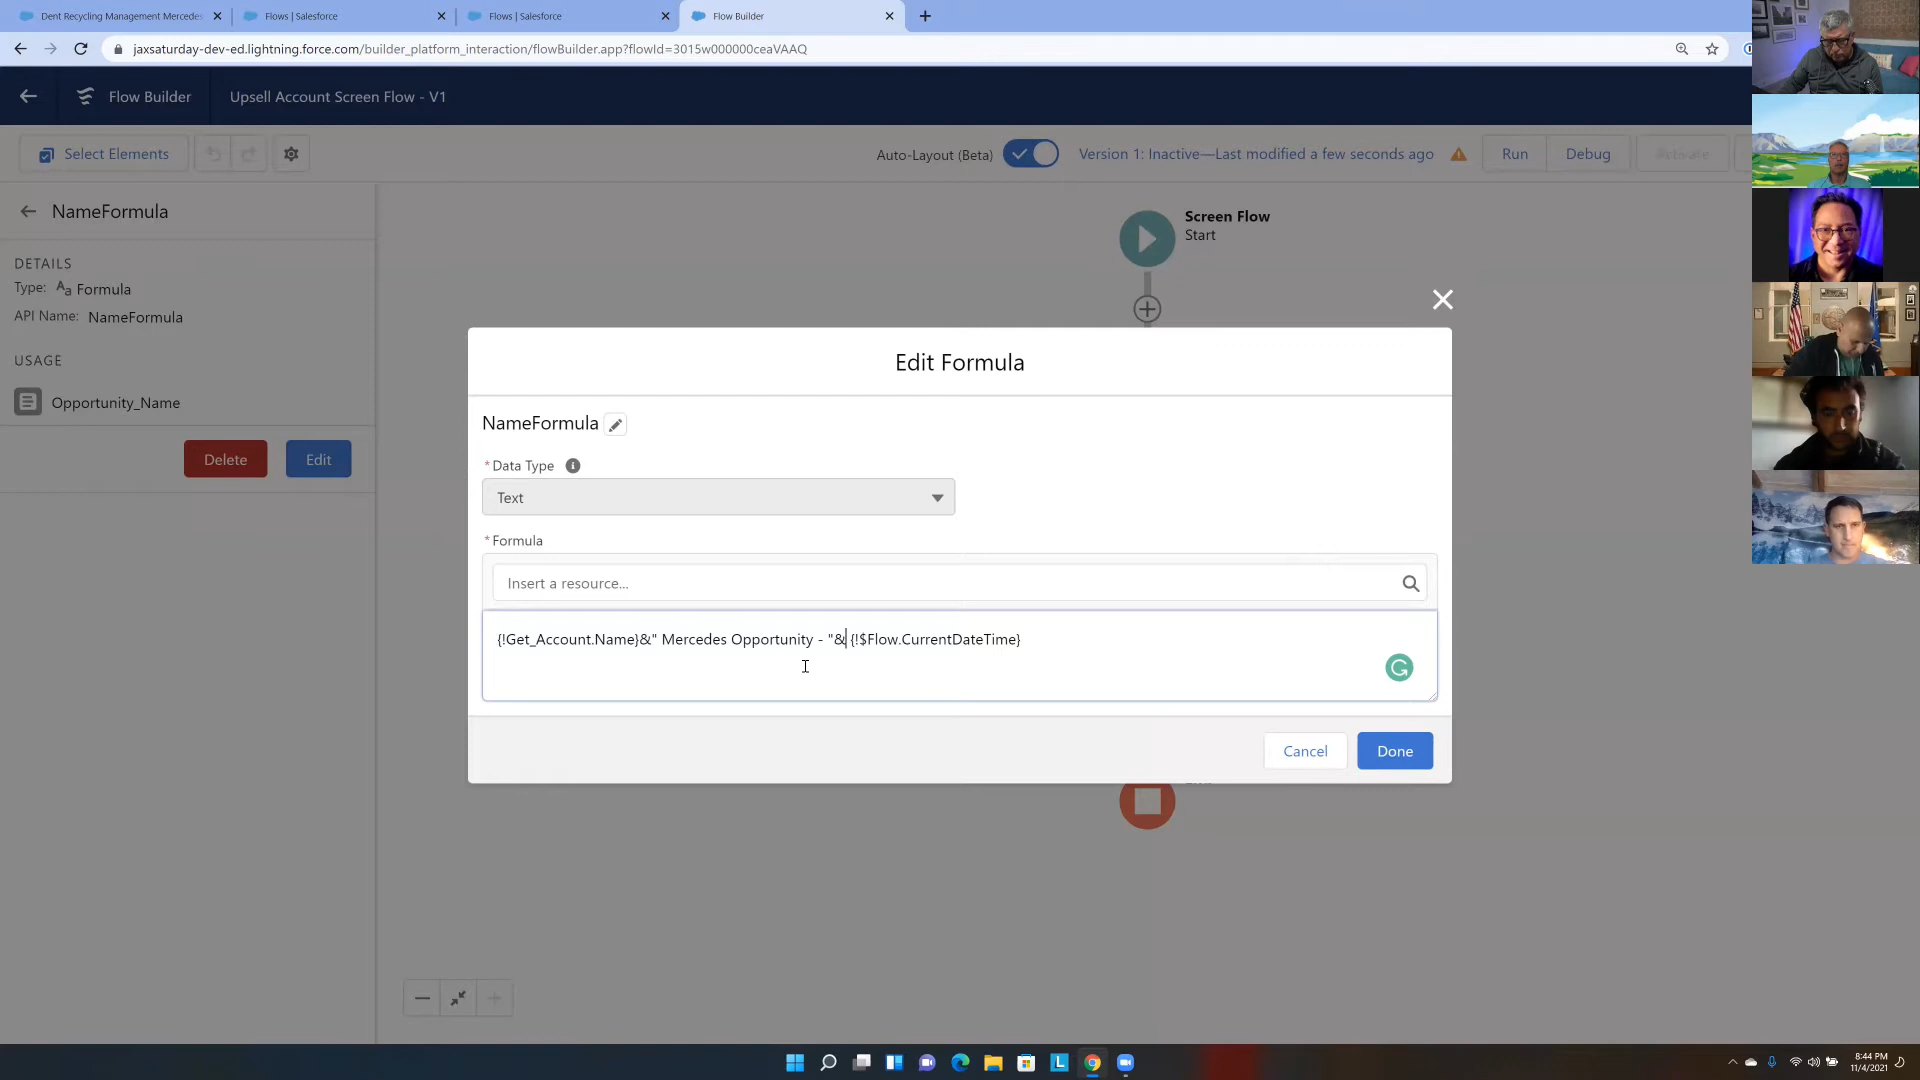 Dent Recycling Management Mercedes
Flows | Salesforce
Flows | Salesforce
Flow Builder
jaxsaturday-dev-ed.lightning.force.com/builder_platform_interaction/flowBuilder.app?flowId=3015w000000ceaVAAQ
Flow Builder
Upsell Account Screen Flow - V1
Select Elements
Auto-Layout (Beta)
Version 1: Inactive—Last modified a few seconds ago
Run
Debug
Activate
NameFormula
Screen Flow
Start
DETAILS
Type: Aa Formula
API Name: NameFormula
USAGE
Opportunity_Name
Delete
Edit
Edit Formula
NameFormula
*Data Type
Text
*Formula
Insert a resource...
{!Get_Account.Name}&" Mercedes Opportunity - "& {!$Flow.CurrentDateTime}
Cancel
Done
8:44 PM
11/4/2021